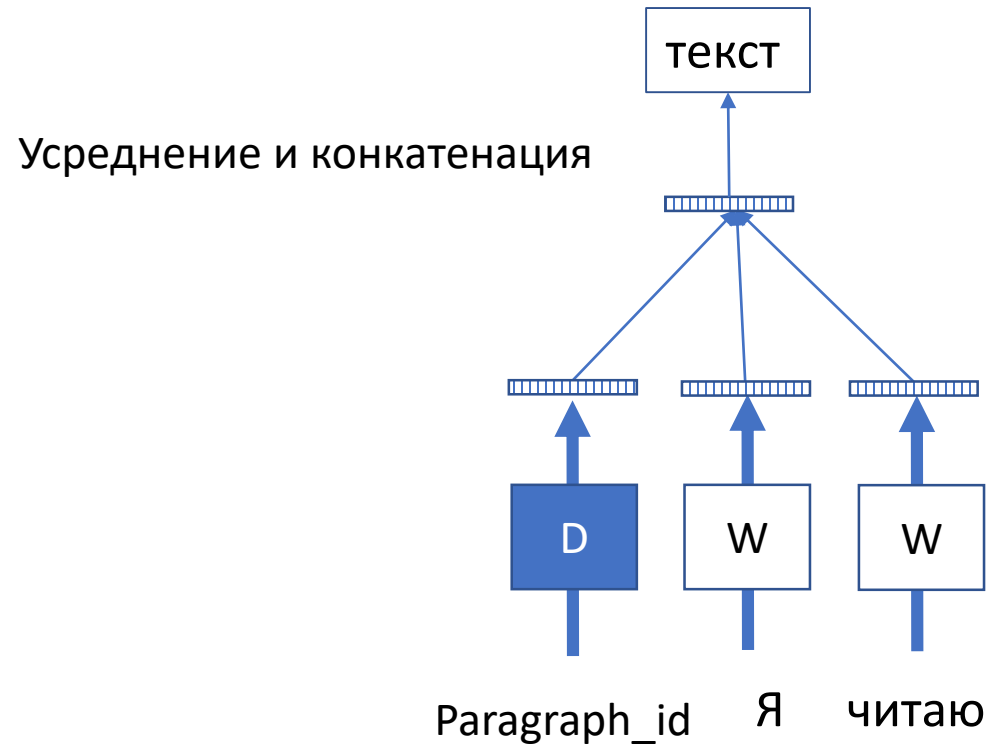 текст
Усреднение и конкатенация
D W W
Paragraph_id Я читаю